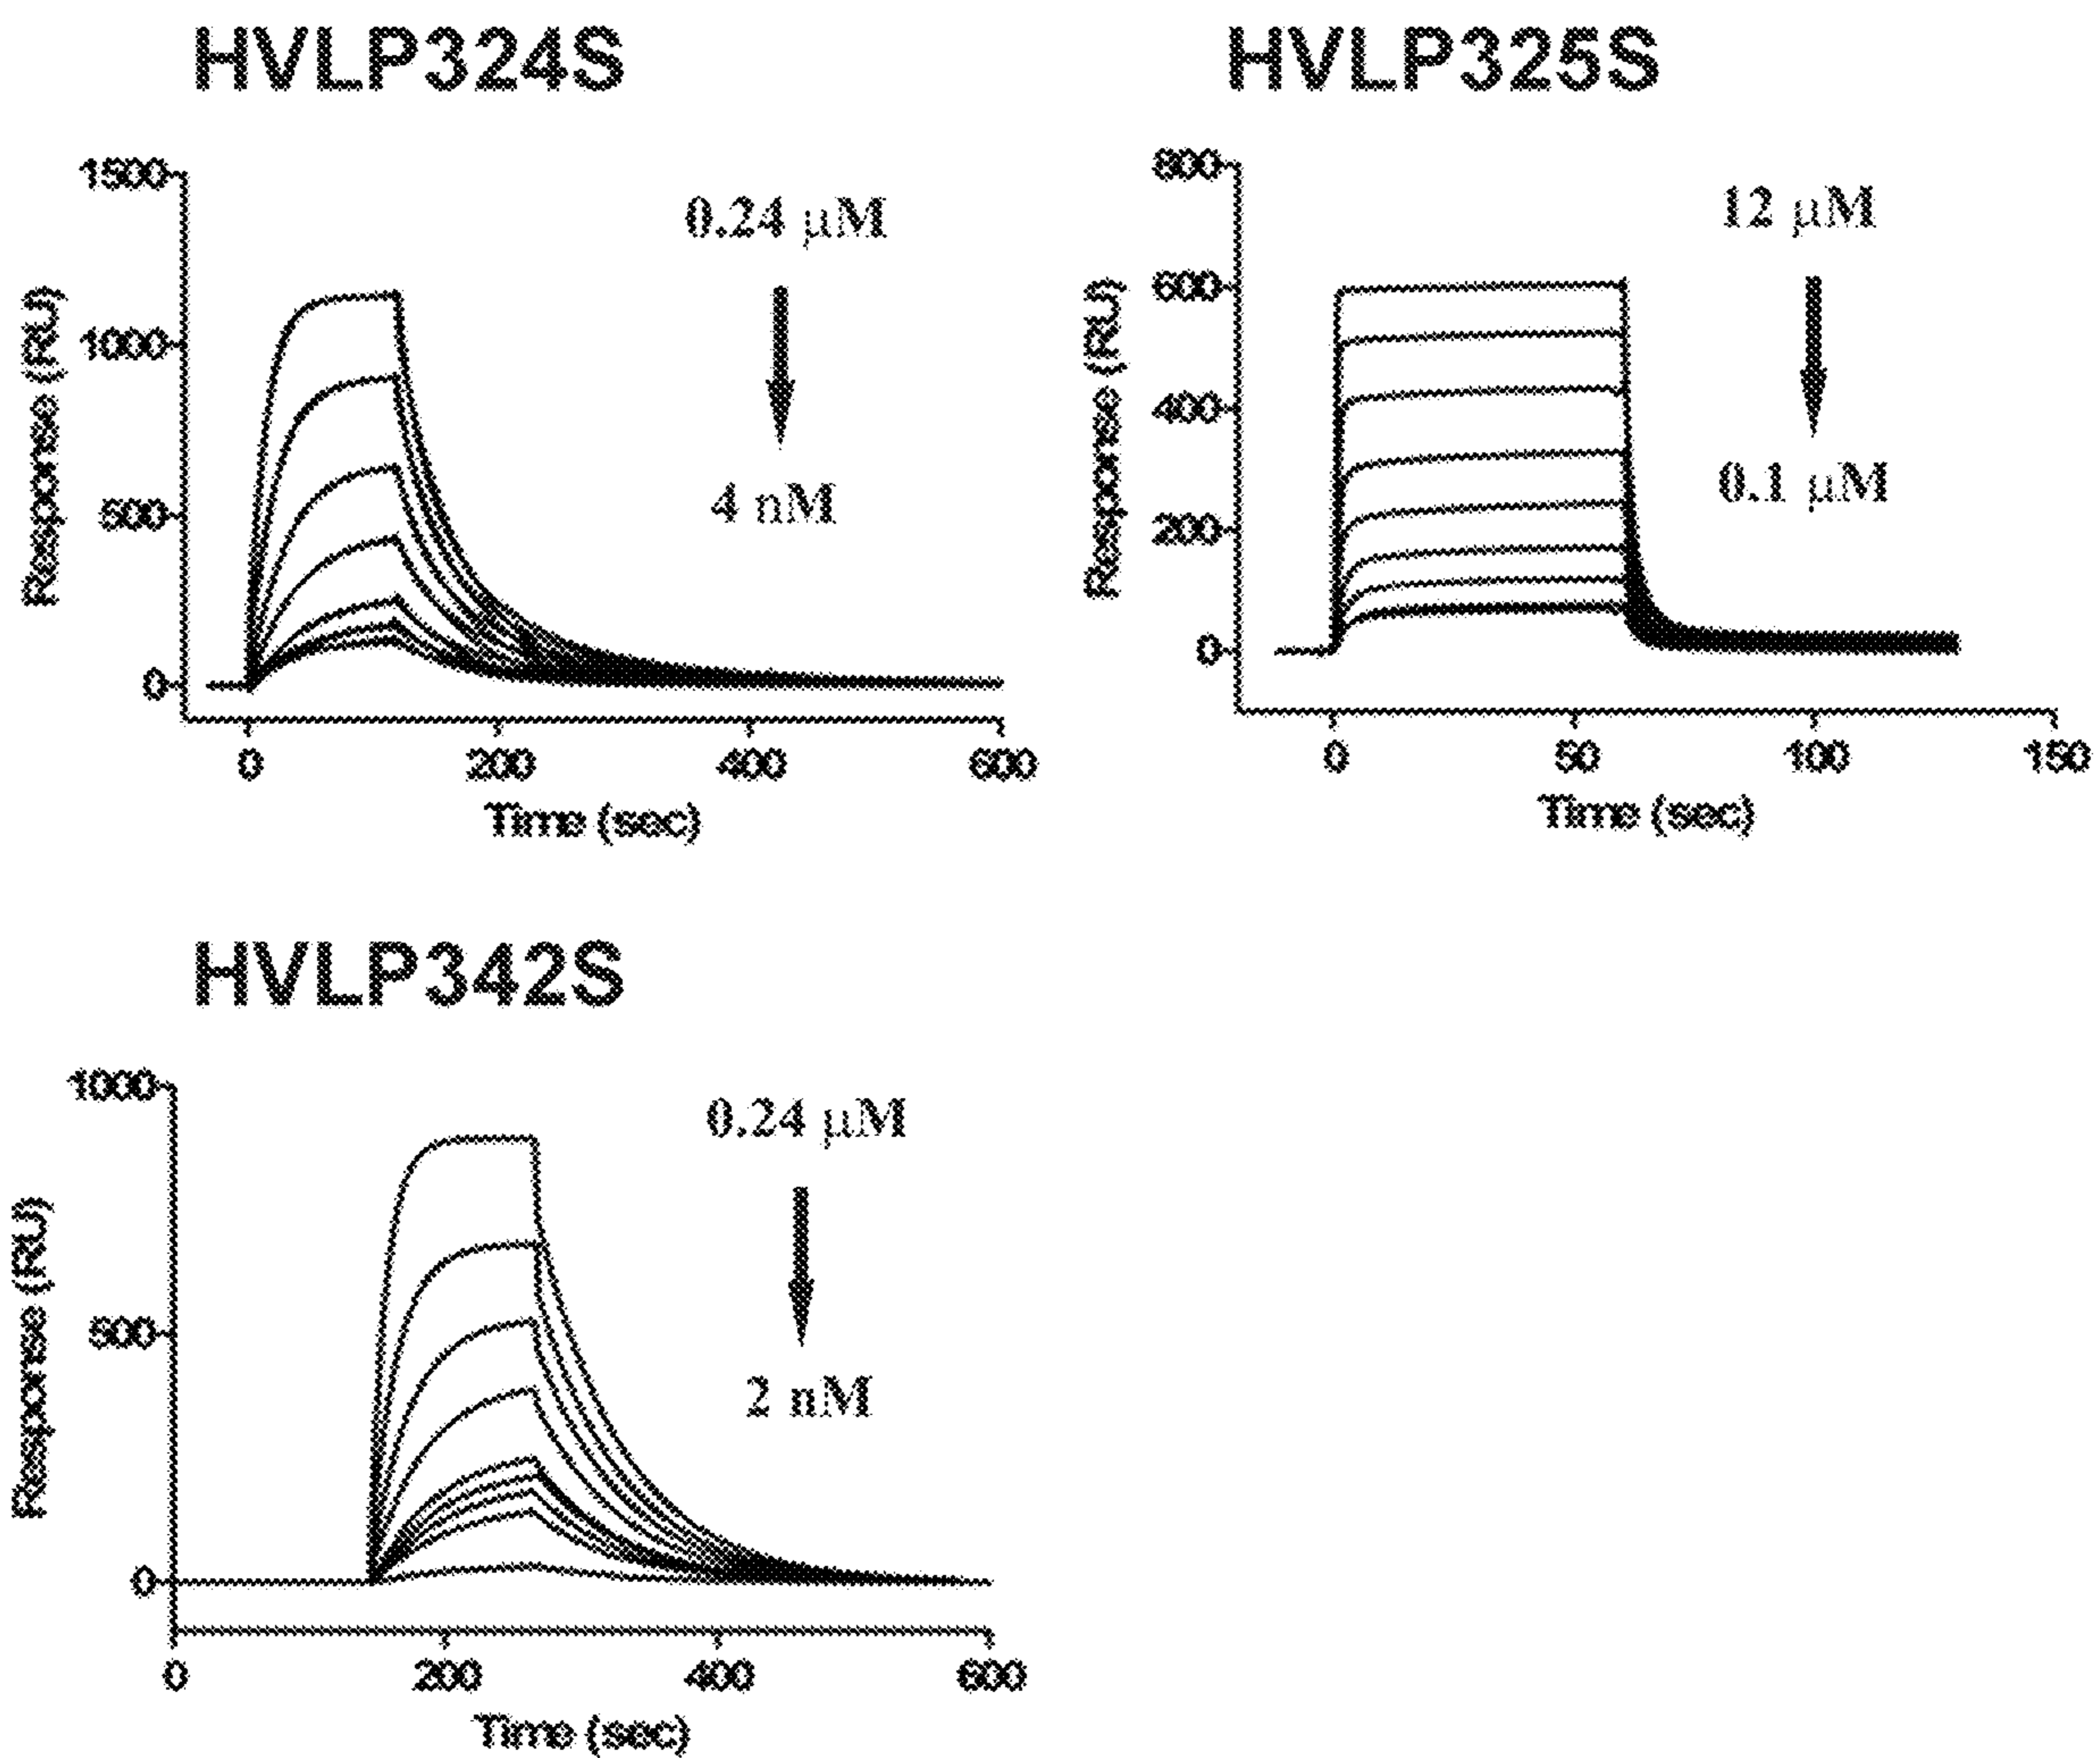 HVLP324S
1500
1000
500
0
Response (RU)
0.24 μM
4 nM
0 200 400 600
Time (sec)
HVLP325S
800
600
400
200
0
Response (RU)
12 μM
0.1 μM
0 50 100 150
Time (sec)
HVLP342S
1000
500
0
Response (RU)
0.24 μM
2 nM
0 200 400 600
Time (sec)